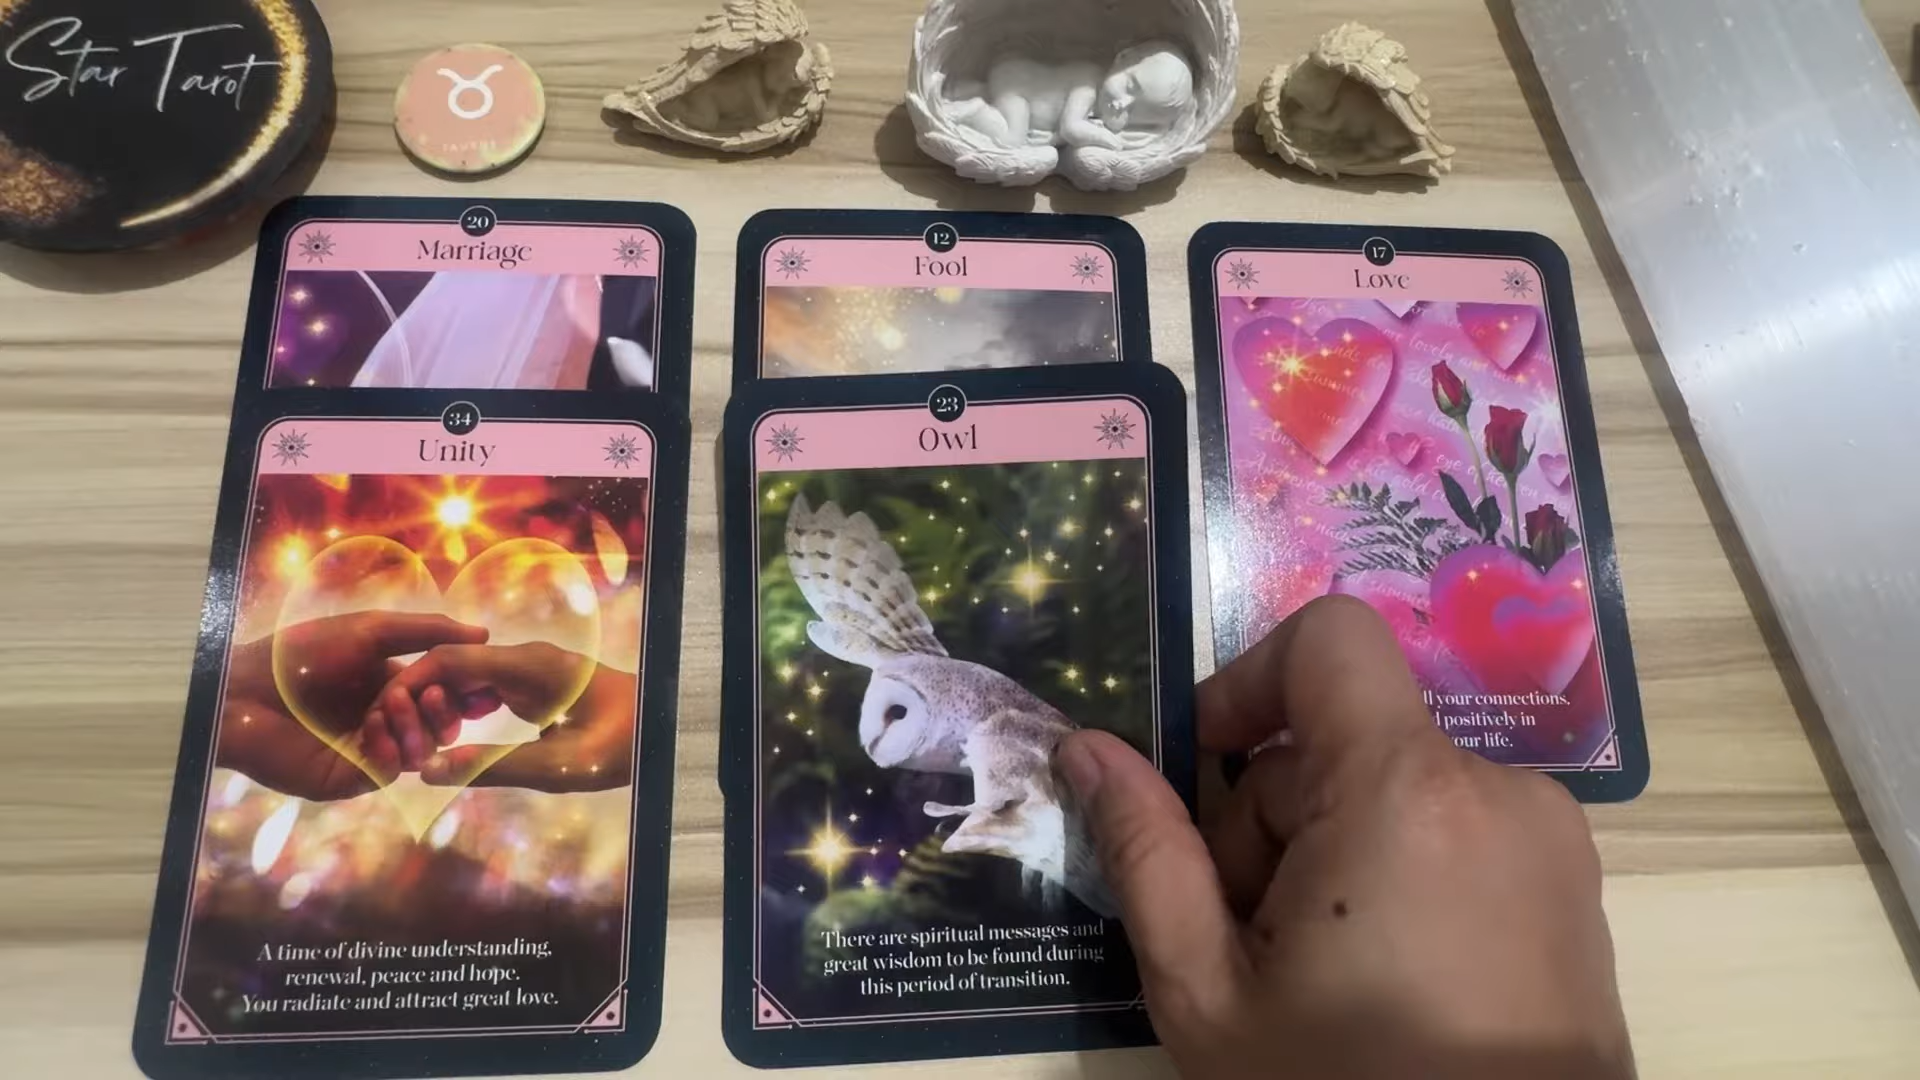 Star Tarot
TAURUS
20
Marriage
12
Fool
17
Love
34
Unity
A time of divine understanding,
renewal, peace and hope.
You radiate and attract great love.
23
Owl
There are spiritual messages and
great wisdom to be found during
this period of transition.
your connections,
positively in
your life.